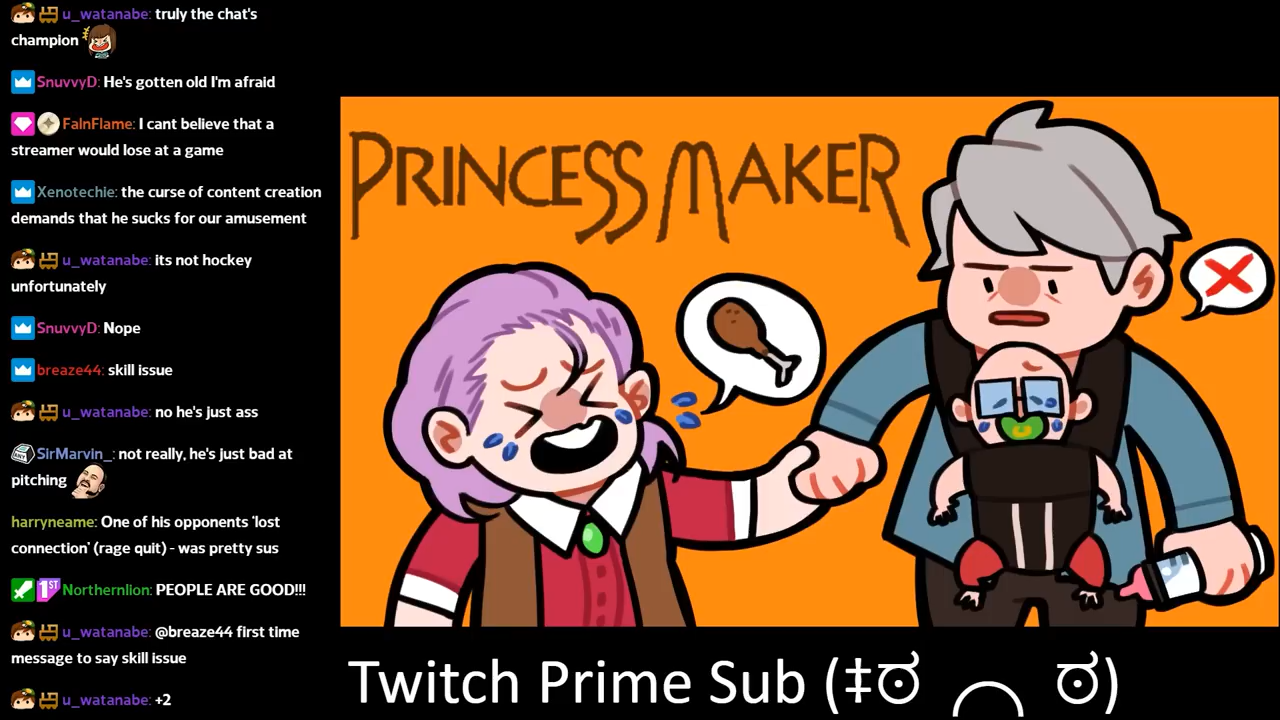 u_watanabe: truly the chat's
champion
SnuvvyD: He's gotten old I'm afraid
FalnFlame: I cant believe that a
streamer would lose at a game
Xenotechie: the curse of content creation
demands that he sucks for our amusement
u_watanabe: its not hockey
unfortunately
SnuvvyD: Nope
breaze44: skill issue
u_watanabe: no he's just ass
SirMarvin_: not really, he's just bad at
pitching
harryneame: One of his opponents 'lost
connection' (rage quit) - was pretty sus
1ST Northernlion: PEOPLE ARE GOOD!!!
u_watanabe: @breaze44 first time
message to say skill issue
u_watanabe: +2
PRINCESS MAKER
Twitch Prime Sub (‡ಠ ╭╮ ಠ)